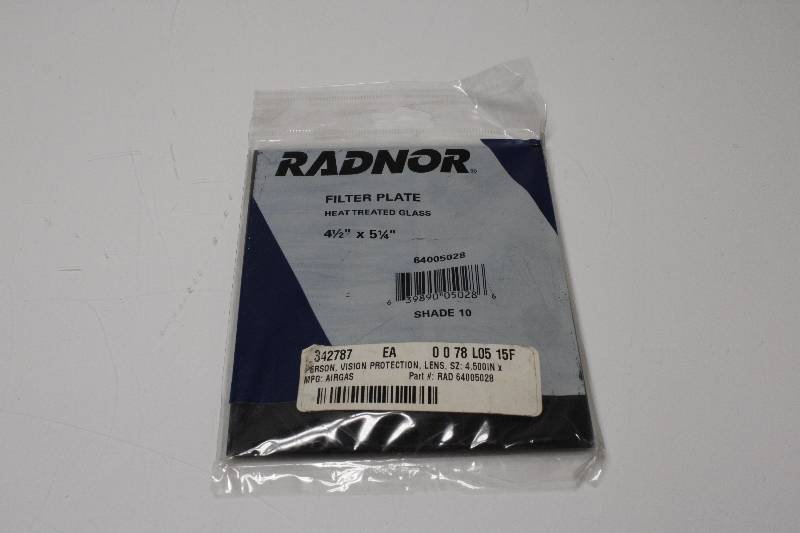 RADNOR®
FILTER PLATE
HEAT TREATED GLASS
4½" x 5¼"
64005028
6 39890 05028 6
SHADE 10
342787 EA 0 0 78 L05 15F
PERSON, VISION PROTECTION, LENS, SZ: 4.500IN x
MFG: AIRGAS Part #: RAD 64005028